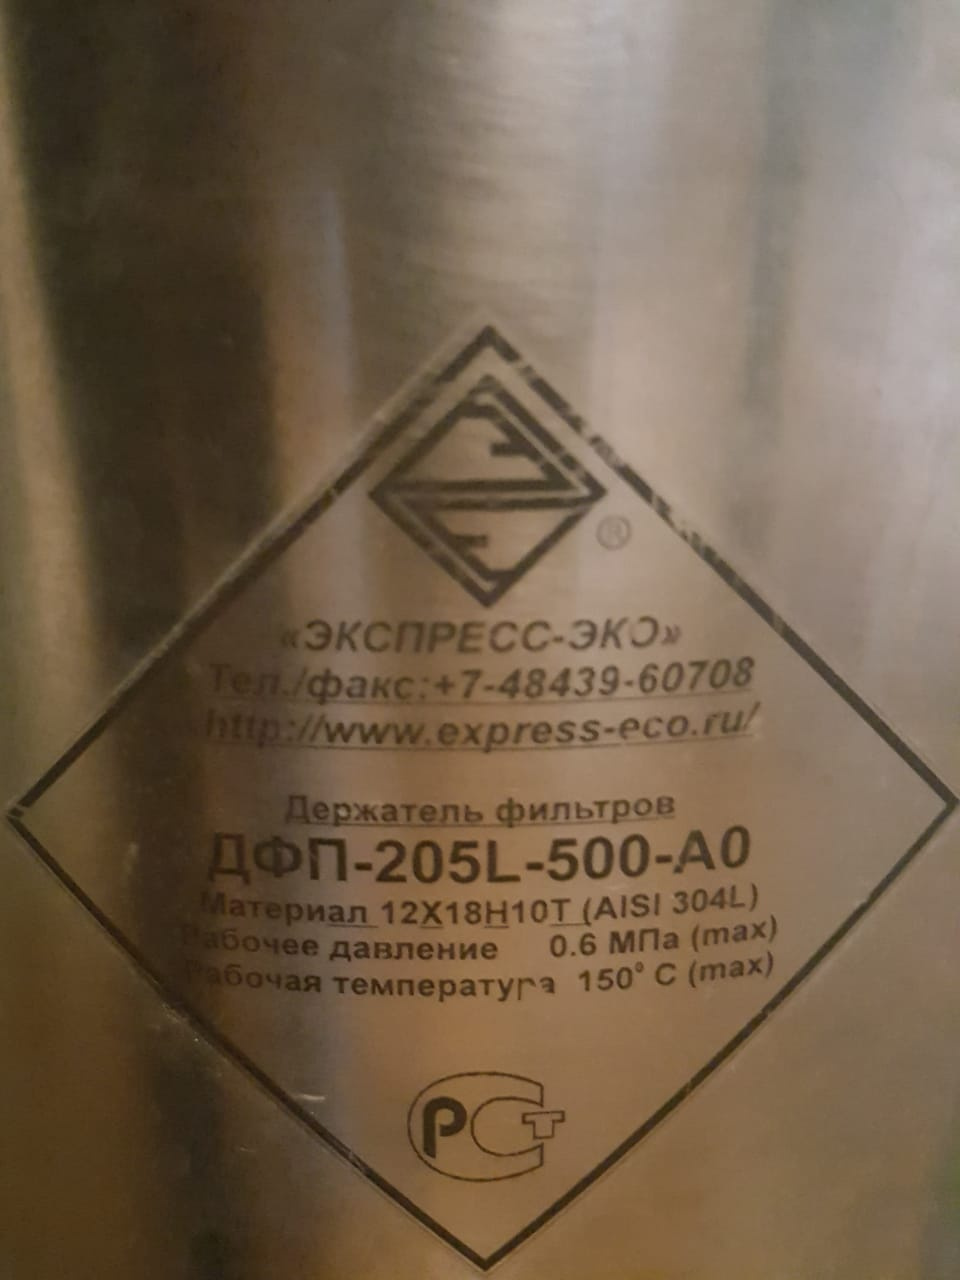 ®
«ЭКСПРЕСС-ЭКО»
Тел./факс:+7-48439-60708
http://www.express-eco.ru/
Держатель фильтров
ДФП-205L-500-А0
Материал 12Х18Н10Т (AISI 304L)
Рабочее давление 0.6 МПа (max)
Рабочая температура 150° С (max)
РСТ